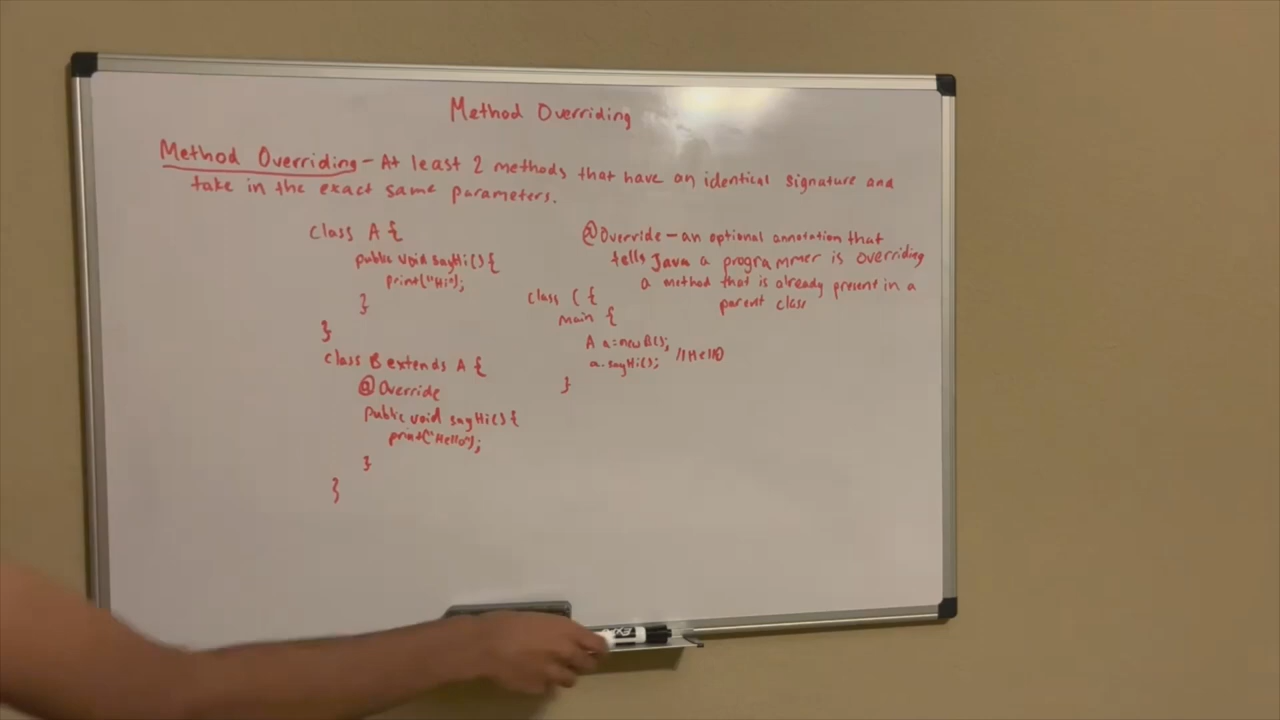 Method Overriding
Method Overriding - At least 2 methods that have an identical signature and
take in the exact same parameters.
class A {
public void sayHi() {
print("Hi");
}
}
class B extends A {
@Override
public void sayHi() {
print("Hello");
}
}
@Override - an optional annotation that
tells Java a programmer is overriding
a method that is already present in a
parent class
class C {
main {
A a = new B();
a.sayHi(); //Hello
}
EXPO